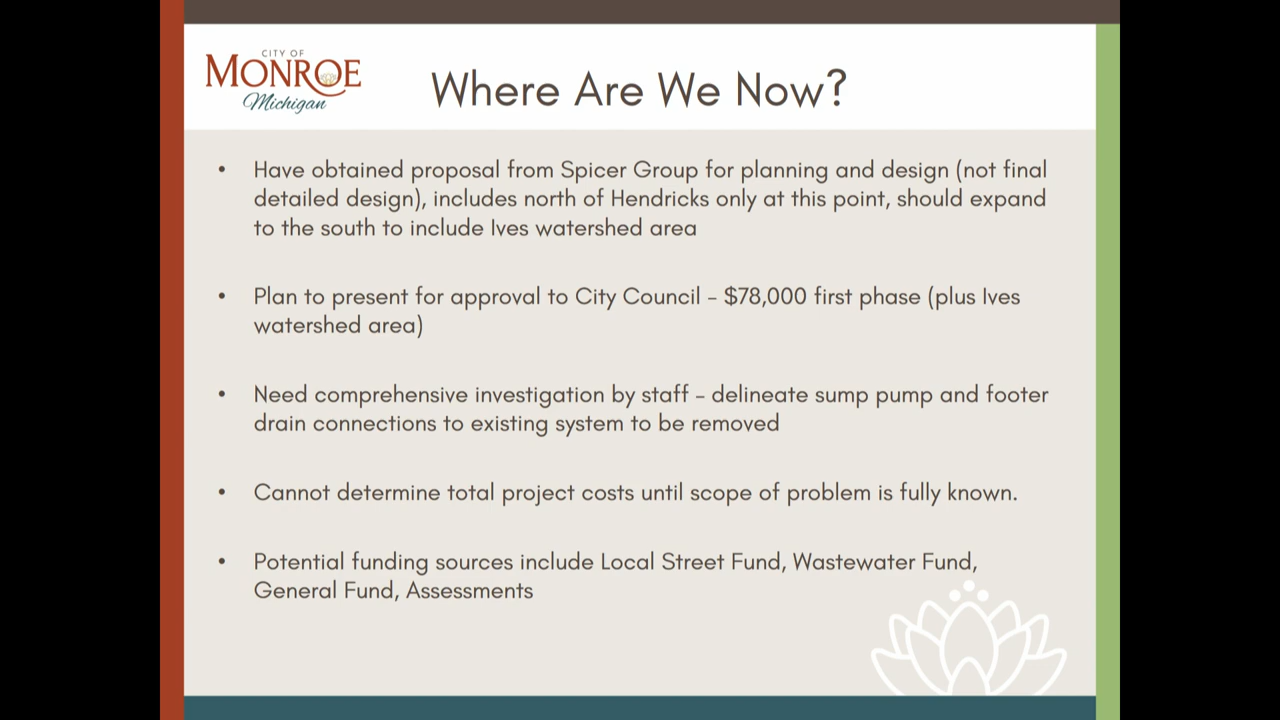 CITY OF
MONROE
Michigan
Where Are We Now?
• Have obtained proposal from Spicer Group for planning and design (not final
detailed design), includes north of Hendricks only at this point, should expand
to the south to include Ives watershed area
• Plan to present for approval to City Council – $78,000 first phase (plus Ives
watershed area)
• Need comprehensive investigation by staff – delineate sump pump and footer
drain connections to existing system to be removed
• Cannot determine total project costs until scope of problem is fully known.
• Potential funding sources include Local Street Fund, Wastewater Fund,
General Fund, Assessments